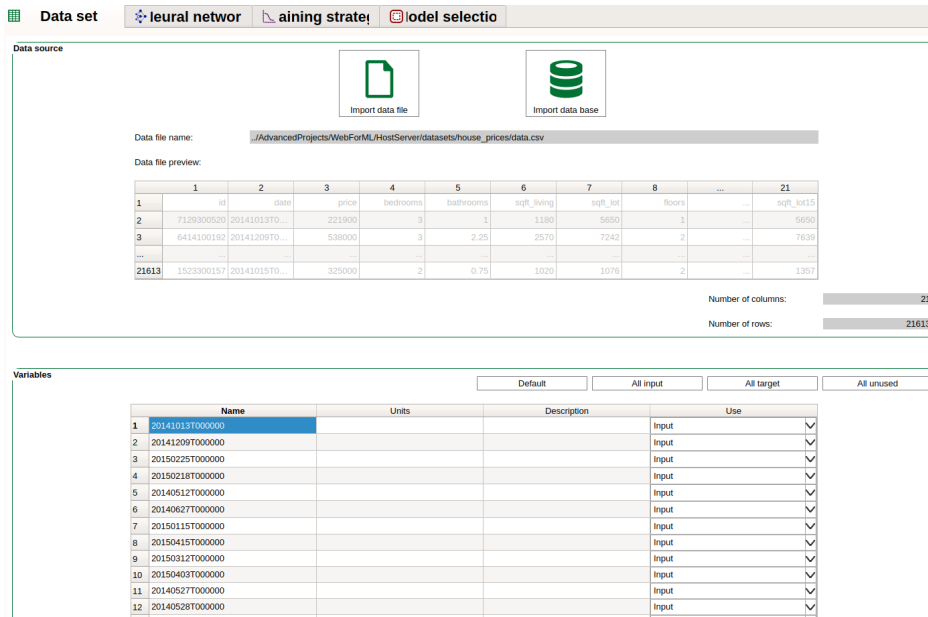 Data set leural networ aining strateg lodel selectio
Data source
Import data file Import data base
Data file name: ../AdvancedProjects/WebForML/HostServer/datasets/house_prices/data.csv
Data file preview:
1 2 3 4 5 6 7 8 ... 21
1 id date price bedrooms bathrooms sqft_living sqft_lot floors ... sqft_lot15
2 7129300520 20141013T0... 221900 3 1 1180 5650 1 ... 5650
3 6414100192 20141209T0... 538000 3 2.25 2570 7242 2 ... 7639
... ... ... ... ... ... ... ... ... ... ...
21613 1523300157 20141015T0... 325000 2 0.75 1020 1076 2 ... 1357
Number of columns: 21
Number of rows: 21613
Variables
Default All input All target All unused
Name Units Description Use
1 20141013T000000 Input
2 20141209T000000 Input
3 20150225T000000 Input
4 20150218T000000 Input
5 20140512T000000 Input
6 20140627T000000 Input
7 20150115T000000 Input
8 20150415T000000 Input
9 20150312T000000 Input
10 20150403T000000 Input
11 20140527T000000 Input
12 20140528T000000 Input